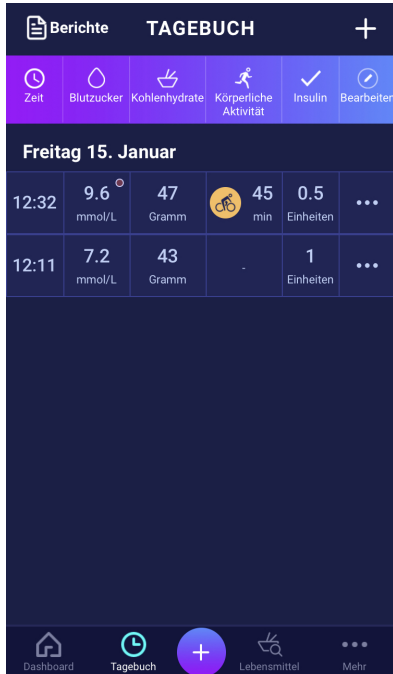 Berichte TAGEBUCH +
Zeit Blutzucker Kohlenhydrate Körperliche Aktivität Insulin Bearbeiten
Freitag 15. Januar
12:32 9.6 mmol/L 47 Gramm 45 min 0.5 Einheiten ...
12:11 7.2 mmol/L 43 Gramm - 1 Einheiten ...
Dashboard Tagebuch + Lebensmittel Mehr